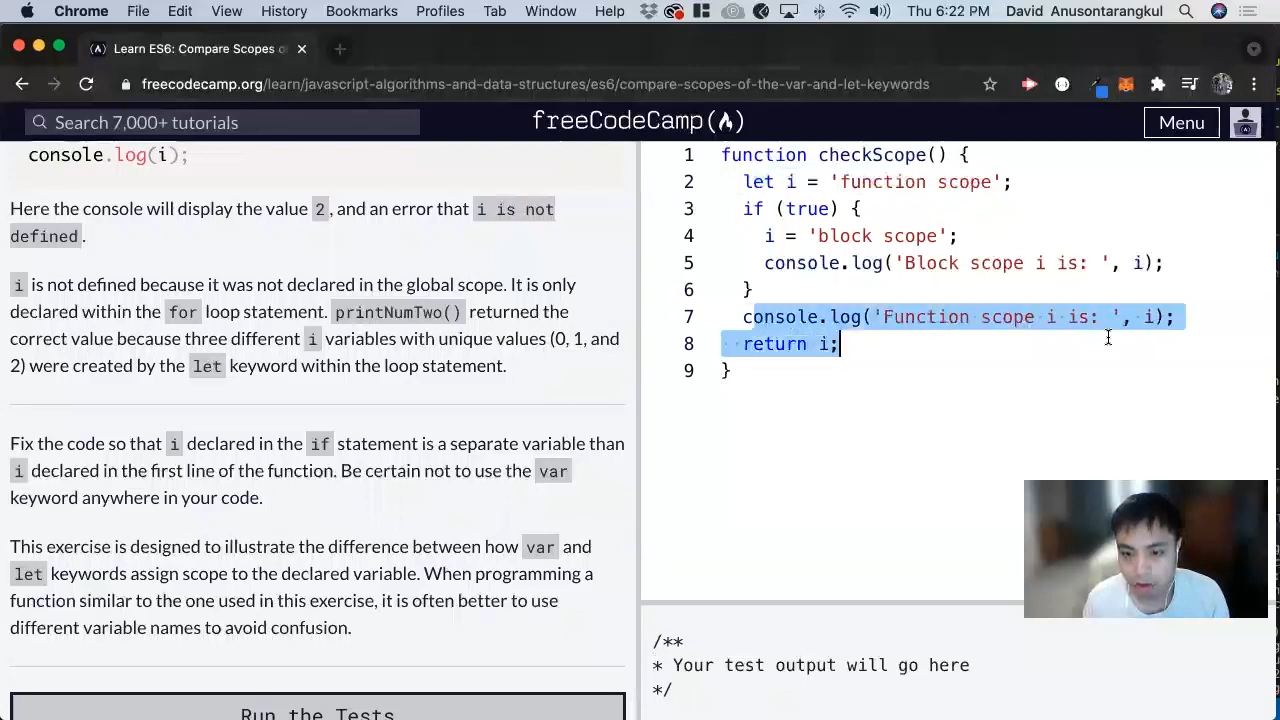 Chrome File Edit View History Bookmarks Profiles Tab Window Help Thu 6:22 PM David Anusontarangkul
Learn ES6: Compare Scopes o
freecodecamp.org/learn/javascript-algorithms-and-data-structures/es6/compare-scopes-of-the-var-and-let-keywords
Search 7,000+ tutorials
freeCodeCamp
Menu
console.log(i);
Here the console will display the value 2, and an error that i is not
defined.
i is not defined because it was not declared in the global scope. It is only
declared within the for loop statement. printNumTwo() returned the
correct value because three different i variables with unique values (0, 1, and
2) were created by the let keyword within the loop statement.
Fix the code so that i declared in the if statement is a separate variable than
i declared in the first line of the function. Be certain not to use the var
keyword anywhere in your code.
This exercise is designed to illustrate the difference between how var and
let keywords assign scope to the declared variable. When programming a
function similar to the one used in this exercise, it is often better to use
different variable names to avoid confusion.
Run the Tests
1 function checkScope() {
2 let i = 'function scope';
3 if (true) {
4 i = 'block scope';
5 console.log('Block scope i is: ', i);
6 }
7 console.log('Function scope i is: ', i);
8 return i;
9 }
/**
* Your test output will go here
*/